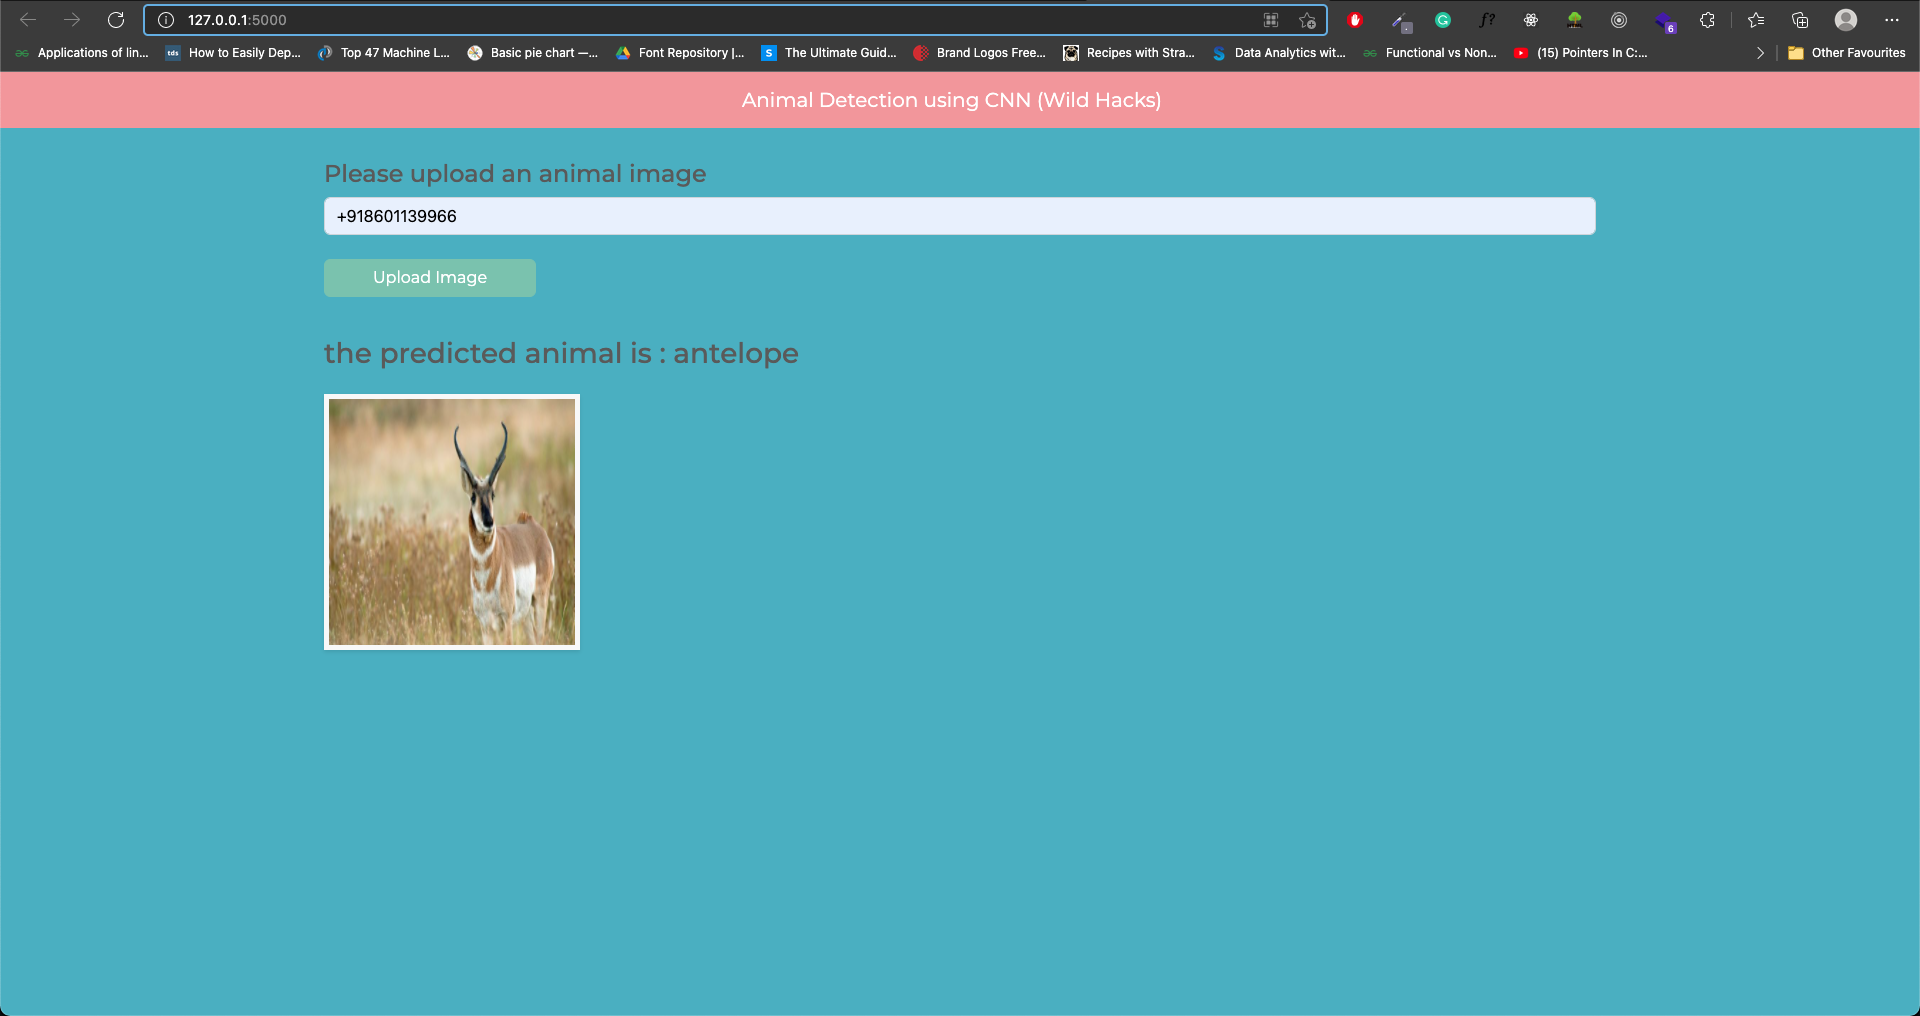 127.0.0.1:5000
f?
6
Applications of lin...
tds
How to Easily Dep...
Top 47 Machine L...
Basic pie chart —...
Font Repository |...
S
The Ultimate Guid...
Brand Logos Free...
Recipes with Stra...
Data Analytics wit...
Functional vs Non...
(15) Pointers In C:...
Other Favourites
Animal Detection using CNN (Wild Hacks)
Please upload an animal image
+918601139966
Upload Image
the predicted animal is : antelope